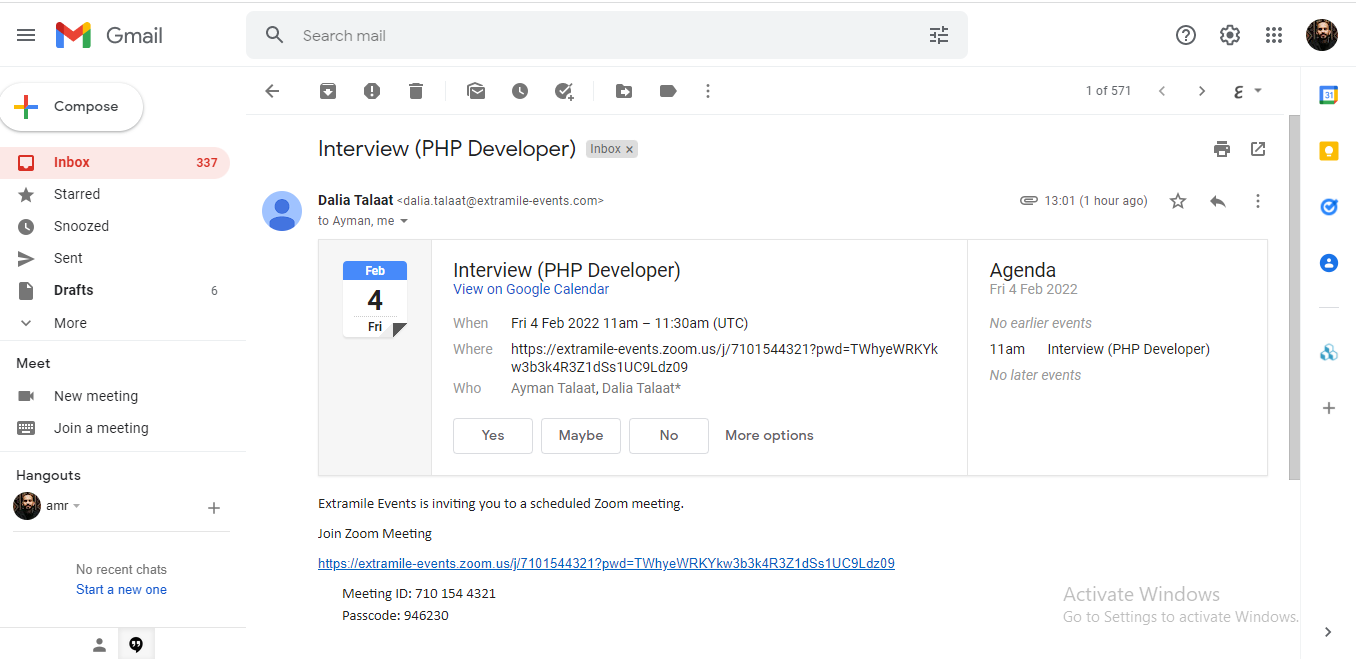 Gmail
Search mail
Compose
1 of 571
ع
31
Interview (PHP Developer) Inbox ×
Inbox 337
Starred
Snoozed
Sent
Drafts 6
More
Dalia Talaat <dalia.talaat@extramile-events.com> 13:01 (1 hour ago)
to Ayman, me
Feb
4
Fri
Interview (PHP Developer)
View on Google Calendar
When Fri 4 Feb 2022 11am – 11:30am (UTC)
Where https://extramile-events.zoom.us/j/7101544321?pwd=TWhyeWRKYk
w3b3k4R3Z1dSs1UC9Ldz09
Who Ayman Talaat, Dalia Talaat*
Yes Maybe No More options
Agenda
Fri 4 Feb 2022
No earlier events
11am Interview (PHP Developer)
No later events
Meet
New meeting
Join a meeting
Hangouts
amr
No recent chats
Start a new one
Extramile Events is inviting you to a scheduled Zoom meeting.
Join Zoom Meeting
https://extramile-events.zoom.us/j/7101544321?pwd=TWhyeWRKYkw3b3k4R3Z1dSs1UC9Ldz09
Meeting ID: 710 154 4321
Passcode: 946230
Activate Windows
Go to Settings to activate Windows.